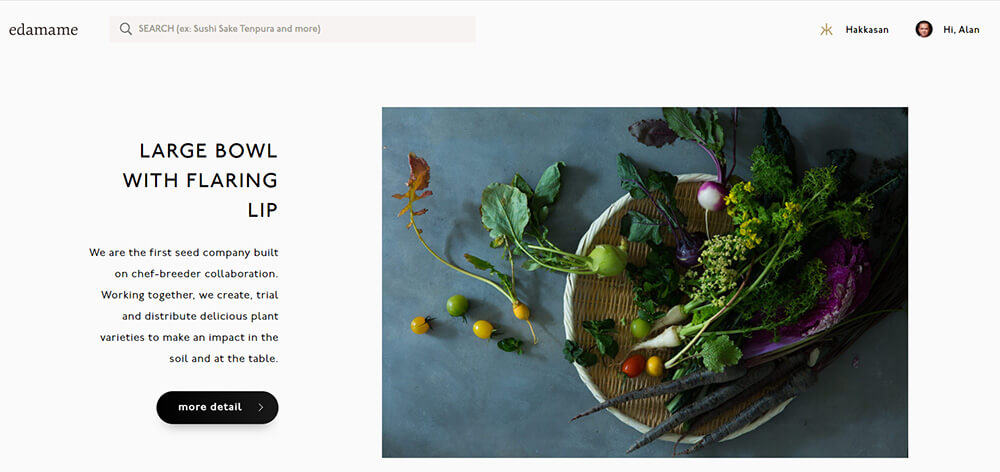 edamame
SEARCH (ex: Sushi Sake Tenpura and more)
Hakkasan
Hi, Alan
LARGE BOWL
WITH FLARING
LIP
We are the first seed company built
on chef-breeder collaboration.
Working together, we create, trial
and distribute delicious plant
varieties to make an impact in the
soil and at the table.
more detail